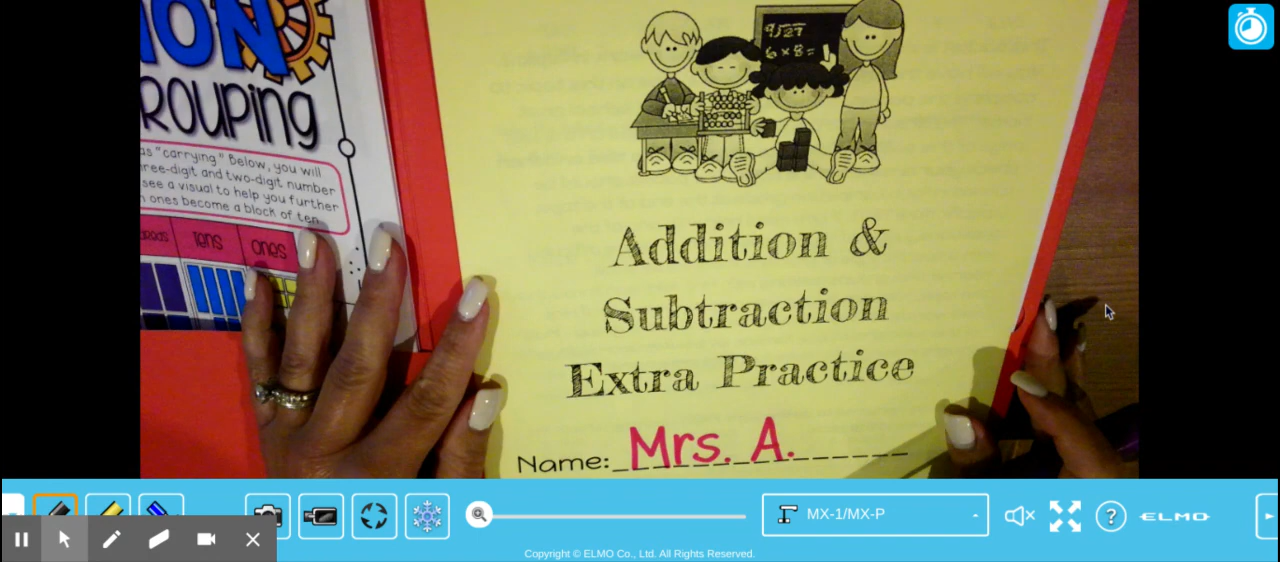 ION
ROUPING
as "carrying." Below, you will
hree-digit and two-digit number
see a visual to help you further
ones become a block of ten.
Tens
Ones
9√527
6 × 8 =
Addition &
Subtraction
Extra Practice
Name: Mrs. A.
MX-1/MX-P
ELMO
Copyright © ELMO Co., Ltd. All Rights Reserved.